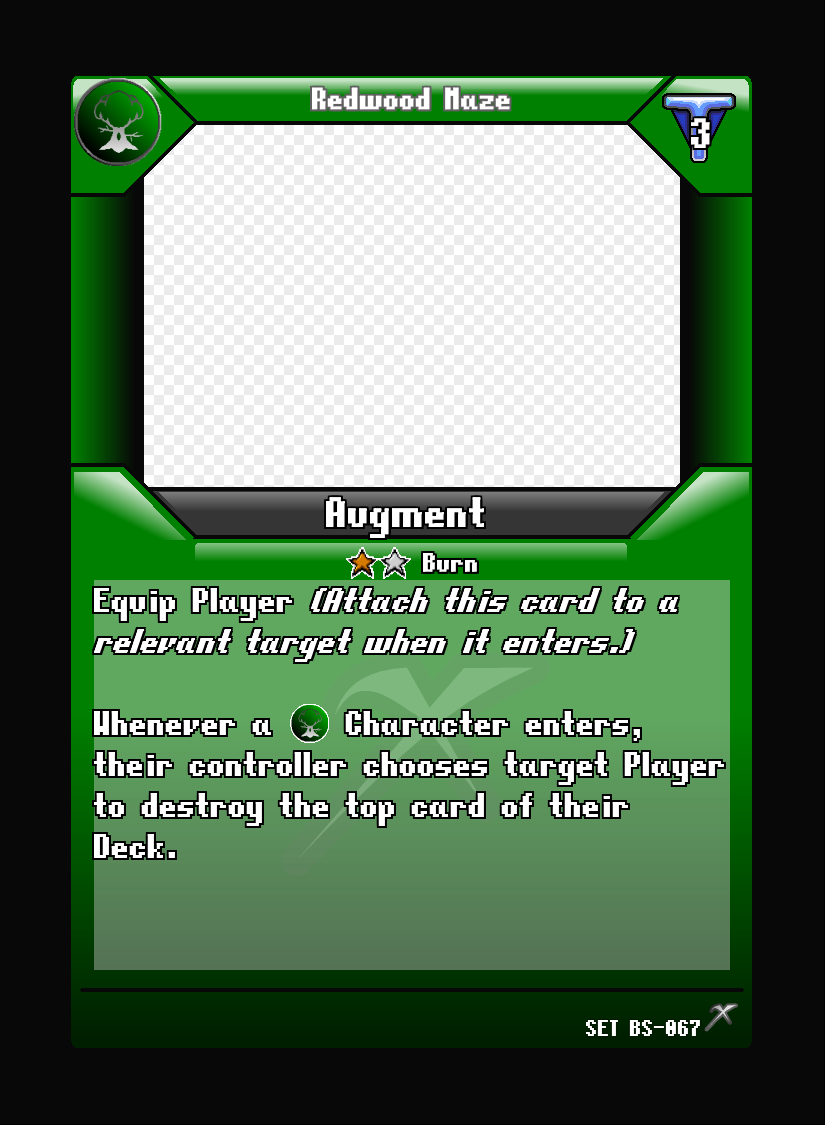 Redwood Maze
3
Augment
Burn
Equip Player (Attach this card to a
relevant target when it enters.)
Whenever a Character enters,
their controller chooses target Player
to destroy the top card of their
Deck.
SET BS-067